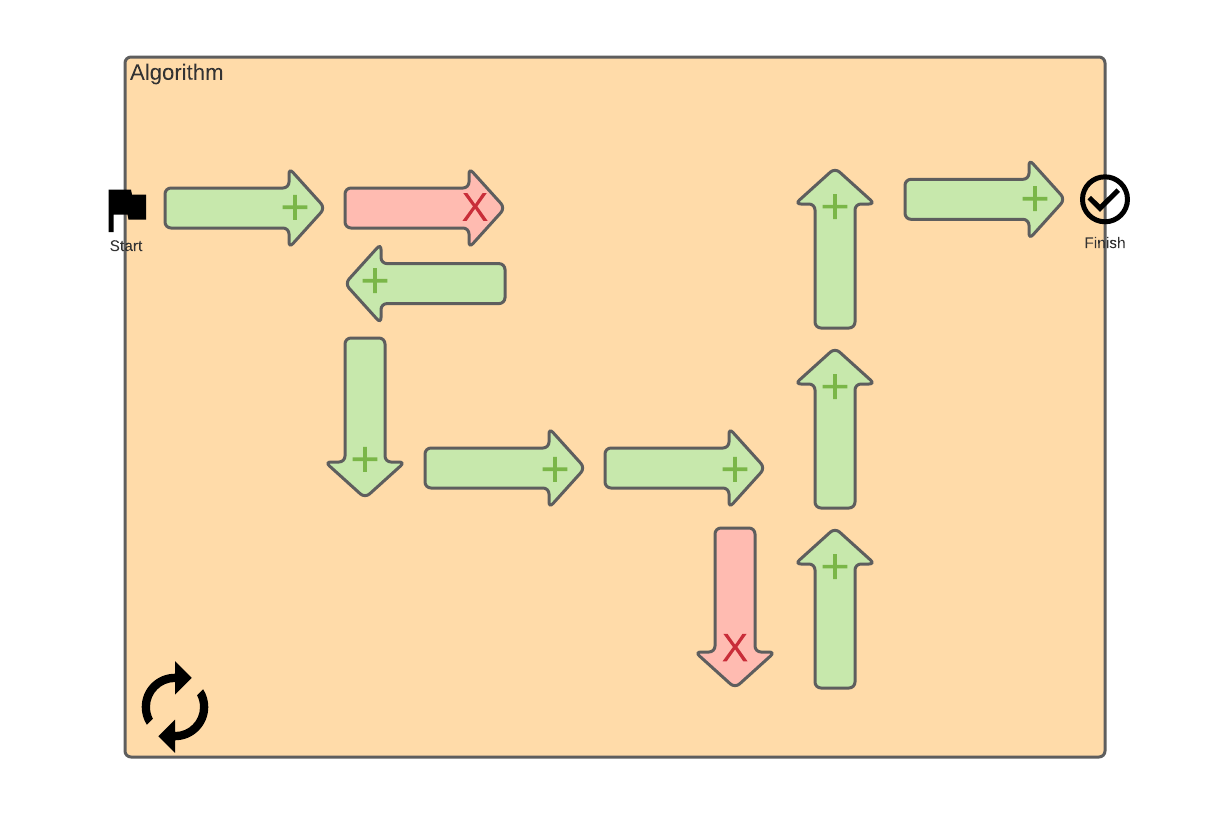 Algorithm
Start
+
X
+
+
+
+
X
+
+
+
+
Finish